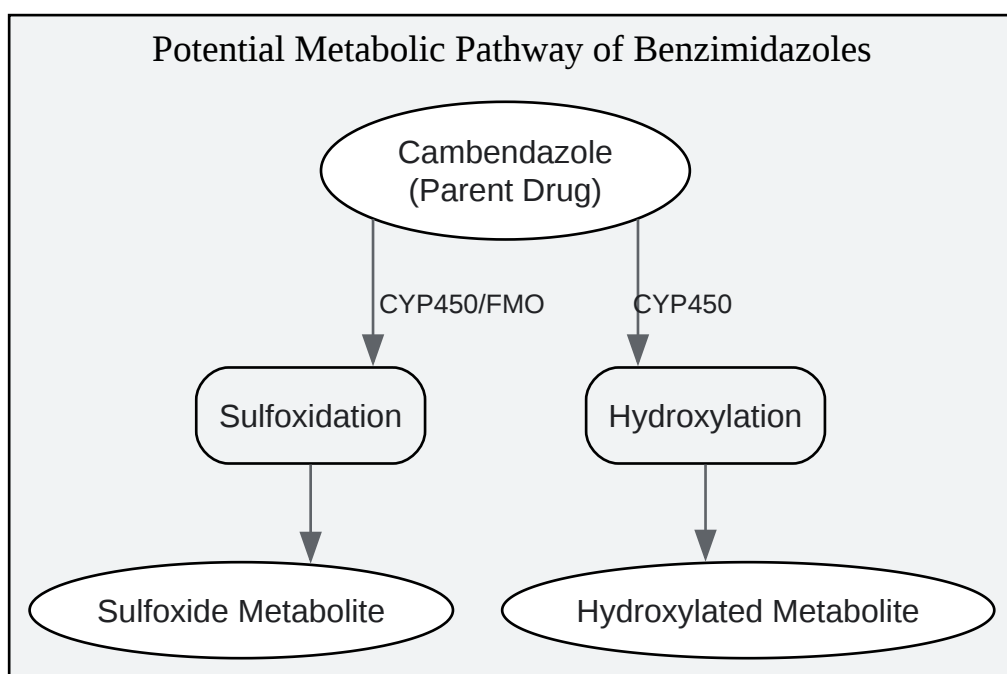 Potential Metabolic Pathway of Benzimidazoles
Cambendazole
(Parent Drug)
CYP450/FMO
CYP450
Sulfoxidation
Hydroxylation
Sulfoxide Metabolite
Hydroxylated Metabolite